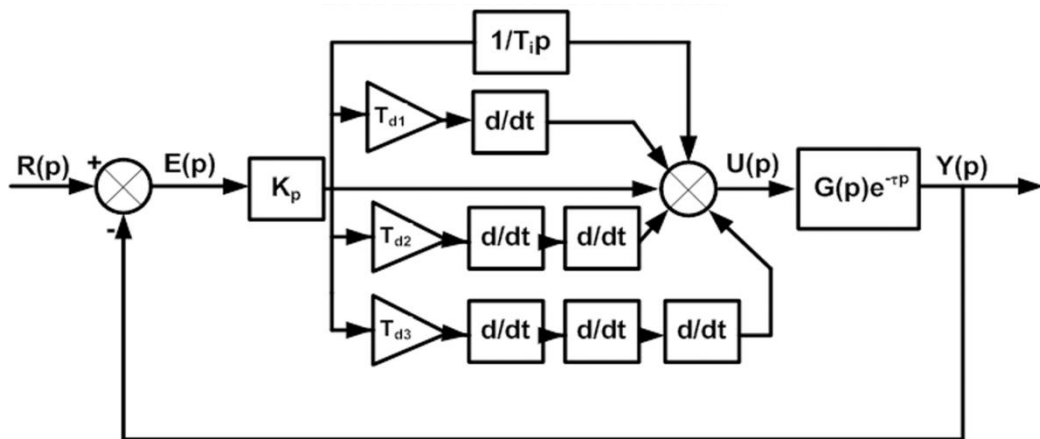 1/Tᵢp
T_d1
d/dt
R(p)
+
E(p)
K_p
U(p)
G(p)e^-τp
Y(p)
-
T_d2
d/dt
d/dt
T_d3
d/dt
d/dt
d/dt